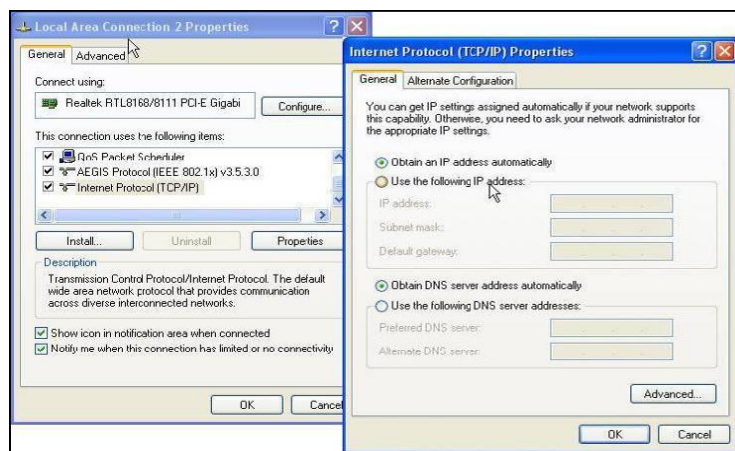 Local Area Connection 2 Properties
General
Advanced
Connect using:
Realtek RTL8168/8111 PCI-E Gigabi
Configure...
This connection uses the following items:
QoS Packet Scheduler
AEGIS Protocol (IEEE 802.1x) v3.5.3.0
Internet Protocol (TCP/IP)
Install...
Uninstall
Properties
Description
Transmission Control Protocol/Internet Protocol. The default
wide area network protocol that provides communication
across diverse interconnected networks.
Show icon in notification area when connected
Notify me when this connection has limited or no connectivity
OK
Cancel
Internet Protocol (TCP/IP) Properties
General
Alternate Configuration
You can get IP settings assigned automatically if your network supports
this capability. Otherwise, you need to ask your network administrator for
the appropriate IP settings.
Obtain an IP address automatically
Use the following IP address:
IP address:
Subnet mask:
Default gateway:
Obtain DNS server address automatically
Use the following DNS server addresses:
Preferred DNS server:
Alternate DNS server:
Advanced...
OK
Cancel